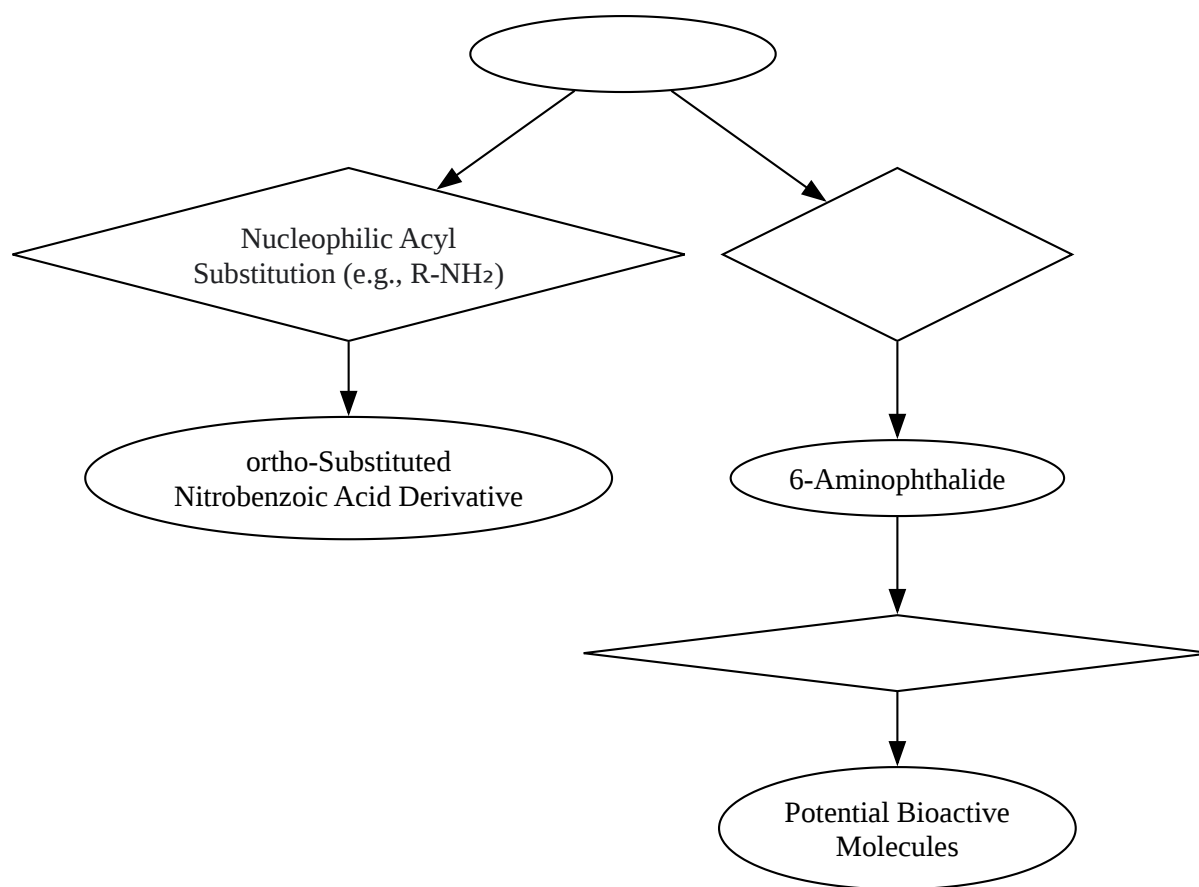 Nucleophilic Acyl
Substitution (e.g., R-NH₂)
ortho-Substituted
Nitrobenzoic Acid Derivative
6-Aminophthalide
Potential Bioactive
Molecules